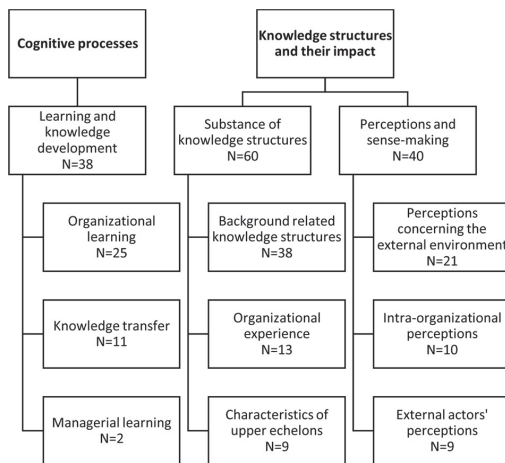 Cognitive processes
Knowledge structures
and their impact
Learning and
knowledge
development
N=38
Substance of
knowledge structures
N=60
Perceptions and
sense-making
N=40
Organizational
learning
N=25
Background related
knowledge structures
N=38
Perceptions
concerning the
external environment
N=21
Knowledge transfer
N=11
Organizational
experience
N=13
Intra-organizational
perceptions
N=10
Managerial learning
N=2
Characteristics of
upper echelons
N=9
External actors'
perceptions
N=9